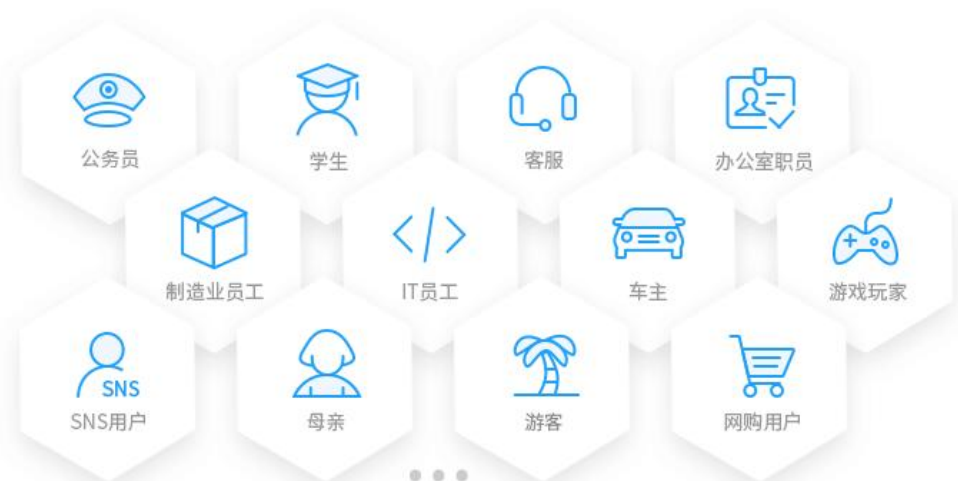 公务员
学生
客服
办公室职员
制造业员工
IT员工
车主
游戏玩家
SNS
SNS用户
母亲
游客
网购用户